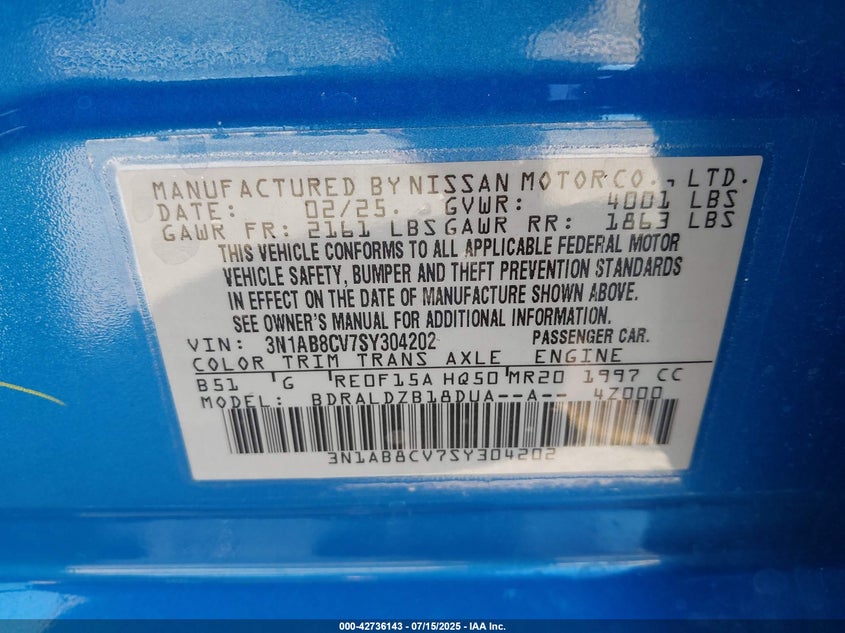 MANUFACTURED BY NISSAN MOTOR CO., LTD.
DATE: 02/25. GVWR: 4001 LBS
GAWR FR: 2161 LBS GAWR RR: 1863 LBS
THIS VEHICLE CONFORMS TO ALL APPLICABLE FEDERAL MOTOR
VEHICLE SAFETY, BUMPER AND THEFT PREVENTION STANDARDS
IN EFFECT ON THE DATE OF MANUFACTURE SHOWN ABOVE.
SEE OWNER'S MANUAL FOR ADDITIONAL INFORMATION.
VIN: 3N1AB8CV7SY304202 PASSENGER CAR.
COLOR TRIM TRANS AXLE ENGINE
B51 G RE0F15A HQ50 MR20 1997 CC
MODEL: BDRALDZB18DUA--A-- 4Z000
3N1AB8CV7SY304202
000-42736143 / 07/15/2025 - IAA Inc.